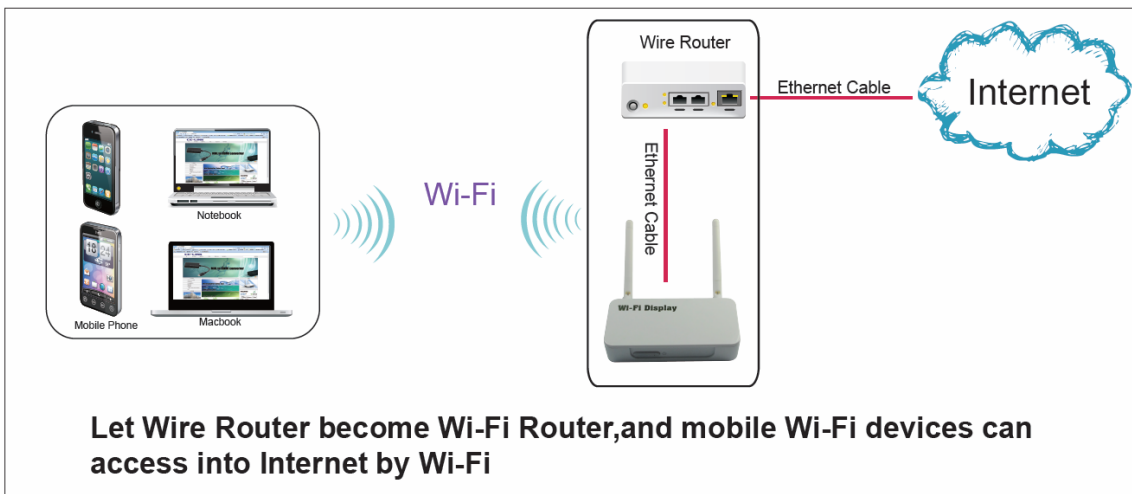 Wire Router
Ethernet Cable
Internet
Ethernet Cable
Wi-Fi
Notebook
Mobile Phone
Macbook
Wi-Fi Display
Let Wire Router become Wi-Fi Router,and mobile Wi-Fi devices can
access into Internet by Wi-Fi